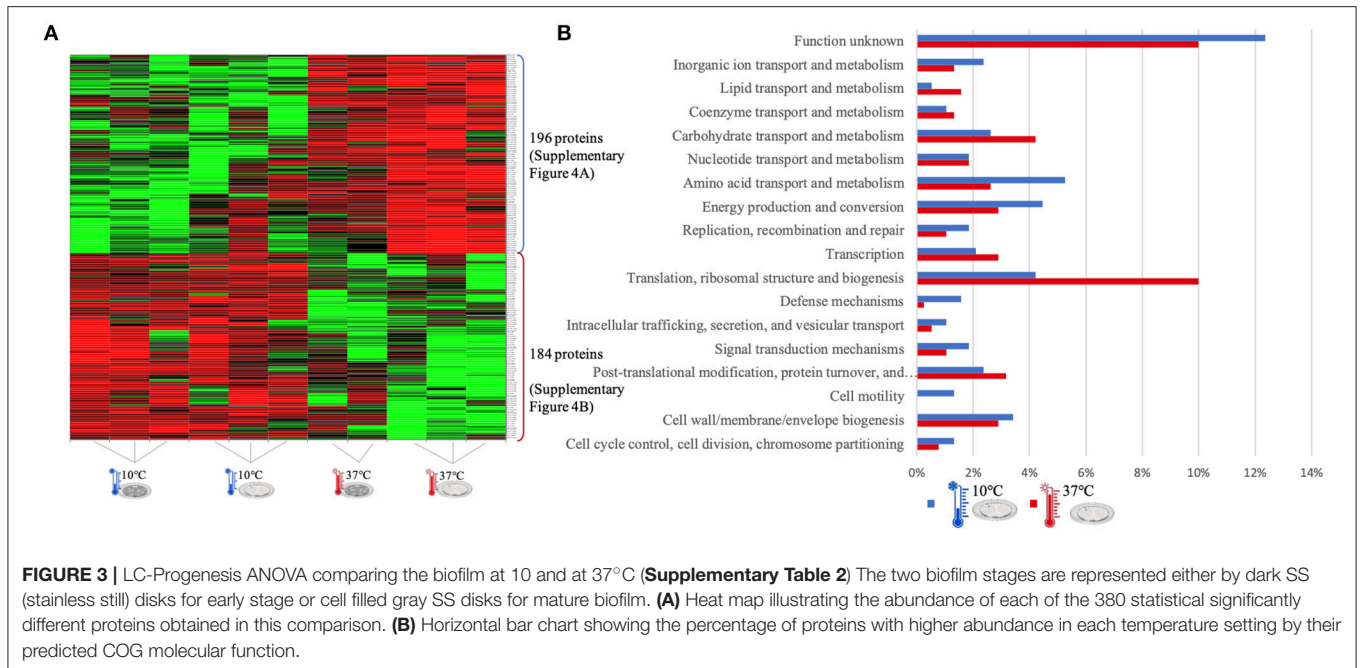 A
196 proteins
(Supplementary
Figure 4A)
184 proteins
(Supplementary
Figure 4B)
10°C
10°C
37°C
37°C
B
Function unknown
Inorganic ion transport and metabolism
Lipid transport and metabolism
Coenzyme transport and metabolism
Carbohydrate transport and metabolism
Nucleotide transport and metabolism
Amino acid transport and metabolism
Energy production and conversion
Replication, recombination and repair
Transcription
Translation, ribosomal structure and biogenesis
Defense mechanisms
Intracellular trafficking, secretion, and vesicular transport
Signal transduction mechanisms
Post-translational modification, protein turnover, and…
Cell motility
Cell wall/membrane/envelope biogenesis
Cell cycle control, cell division, chromosome partitioning
0% 2% 4% 6% 8% 10% 12% 14%
10°C 37°C
FIGURE 3 | LC-Progenesis ANOVA comparing the biofilm at 10 and at 37°C (Supplementary Table 2) The two biofilm stages are represented either by dark SS
(stainless still) disks for early stage or cell filled gray SS disks for mature biofilm. (A) Heat map illustrating the abundance of each of the 380 statistical significantly
different proteins obtained in this comparison. (B) Horizontal bar chart showing the percentage of proteins with higher abundance in each temperature setting by their
predicted COG molecular function.